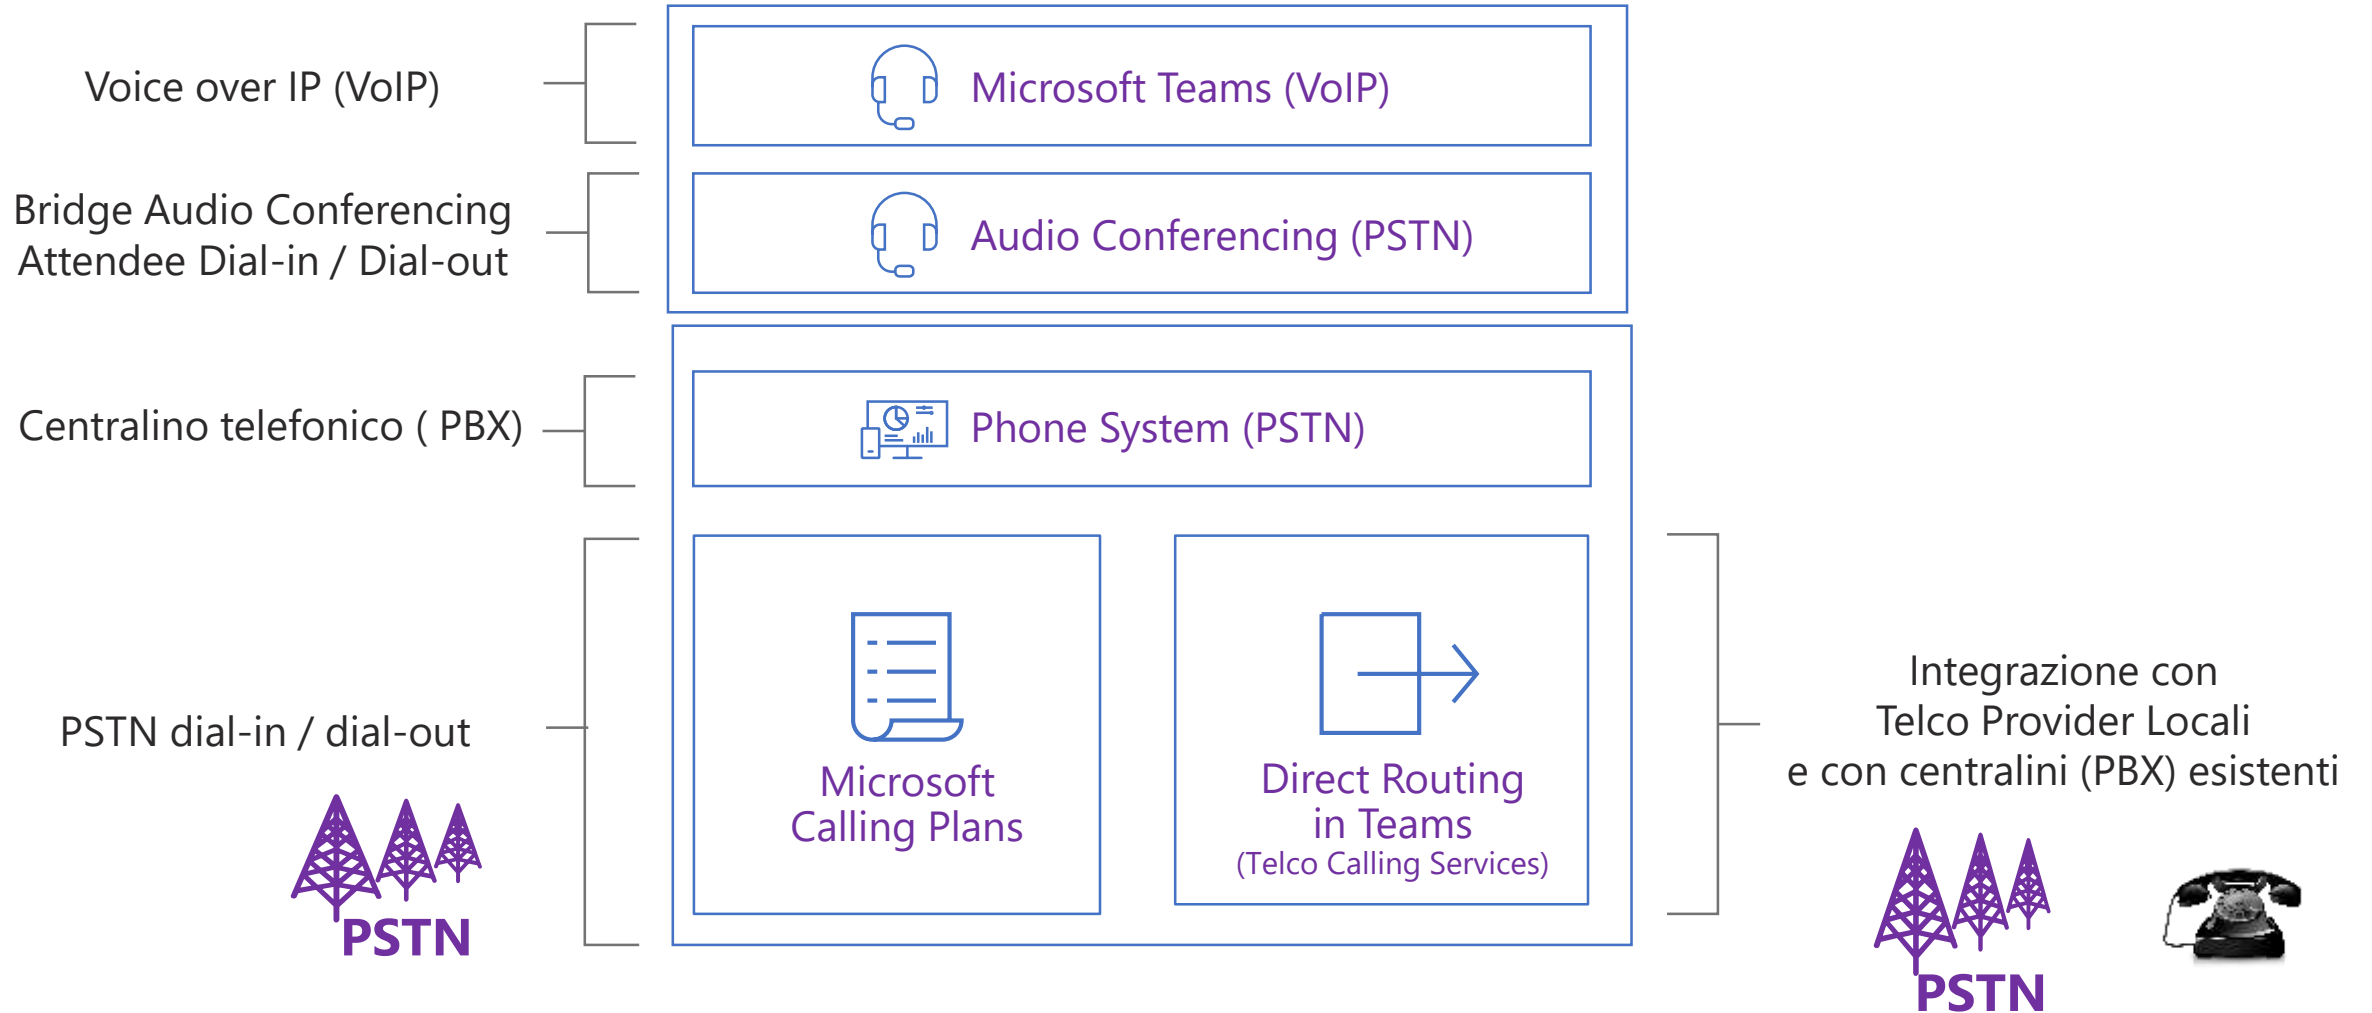 Voice over IP (VoIP)
Microsoft Teams (VoIP)
Bridge Audio Conferencing
Attendee Dial-in / Dial-out
Audio Conferencing (PSTN)
Centralino telefonico ( PBX)
Phone System (PSTN)
PSTN dial-in / dial-out
PSTN
Microsoft
Calling Plans
Direct Routing
in Teams
(Telco Calling Services)
Integrazione con
Telco Provider Locali
e con centralini (PBX) esistenti
PSTN